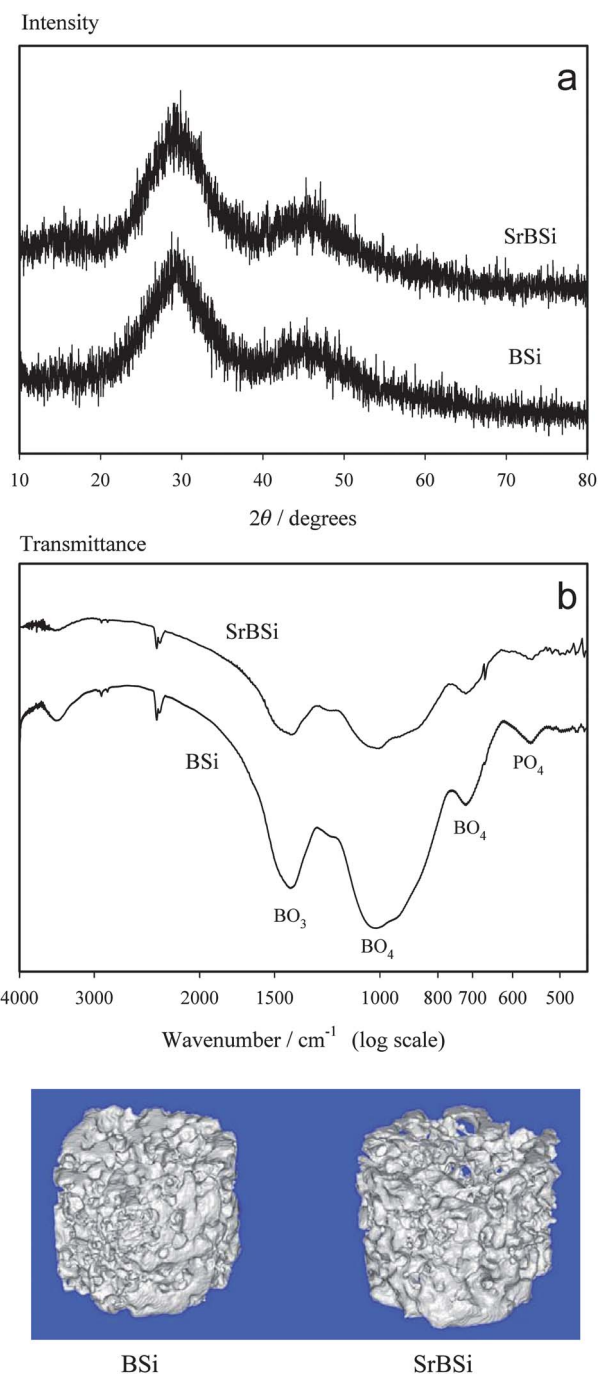 Intensity
a
SrBSi
BSi
10 20 30 40 50 60 70 80
2θ / degrees
Transmittance
b
SrBSi
BSi
PO₄
BO₄
BO₃
BO₄
4000 3000 2000 1500 1000 800 700 600 500
Wavenumber / cm⁻¹ (log scale)
BSi SrBSi